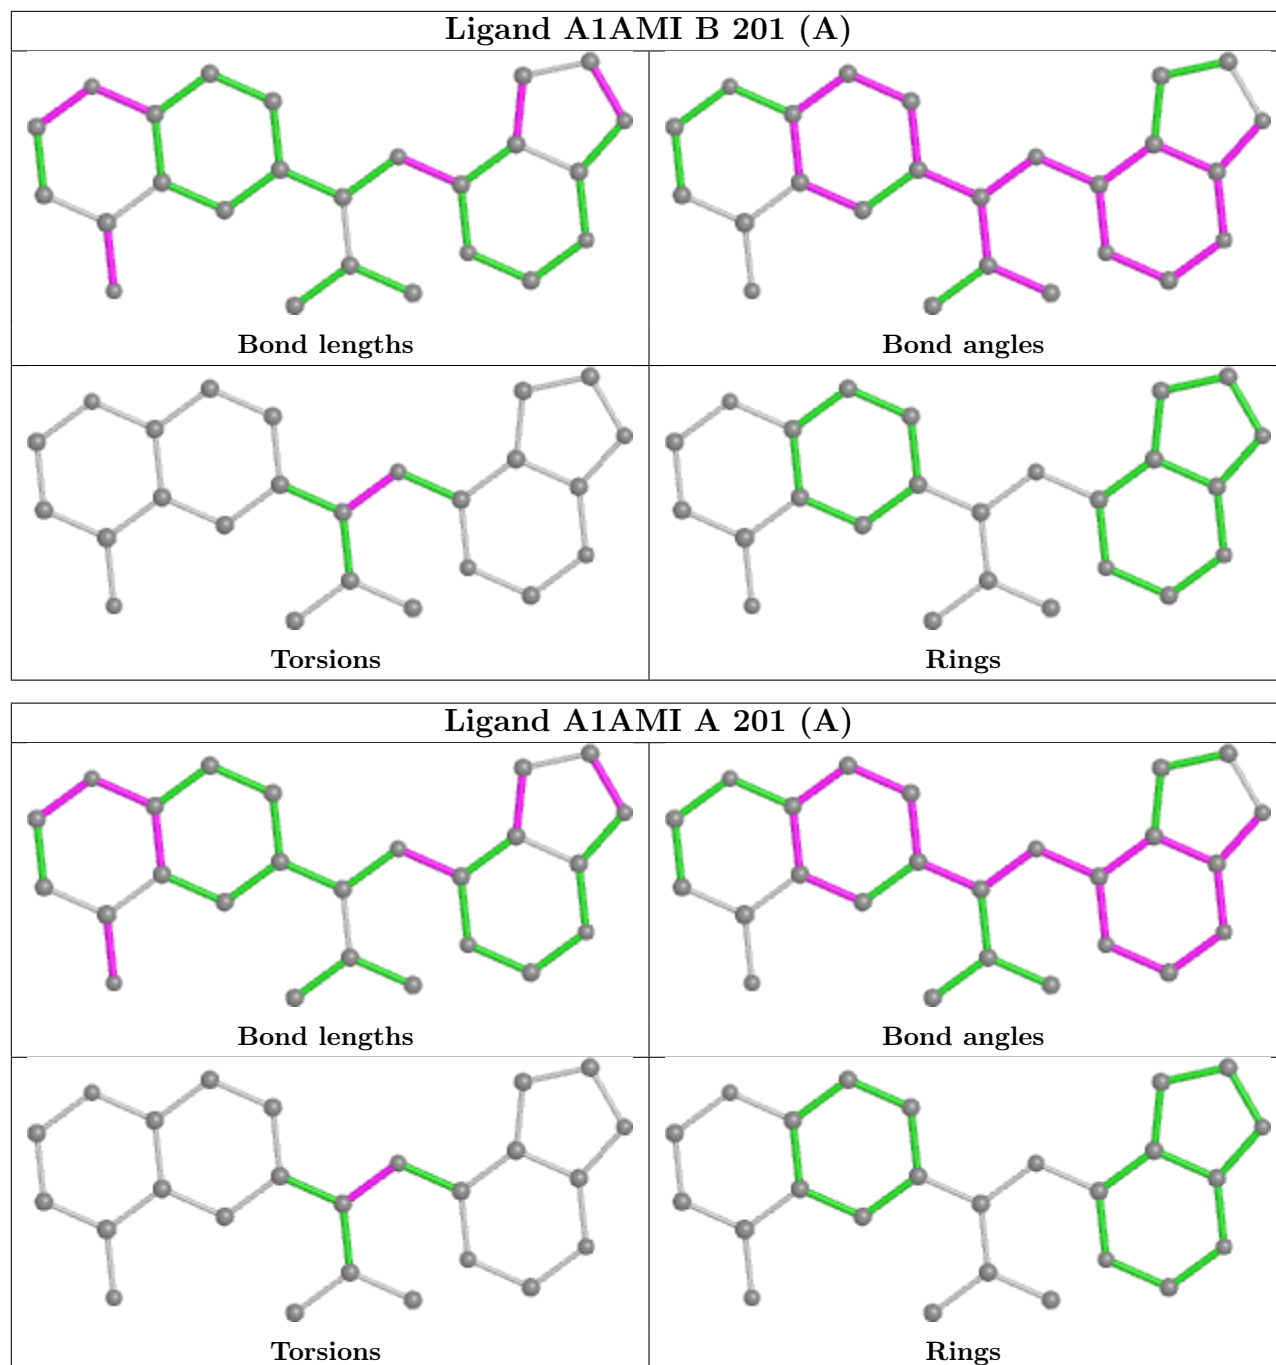 Ligand A1AMI B 201 (A)
Bond lengths
Bond angles
Torsions
Rings
Ligand A1AMI A 201 (A)
Bond lengths
Bond angles
Torsions
Rings